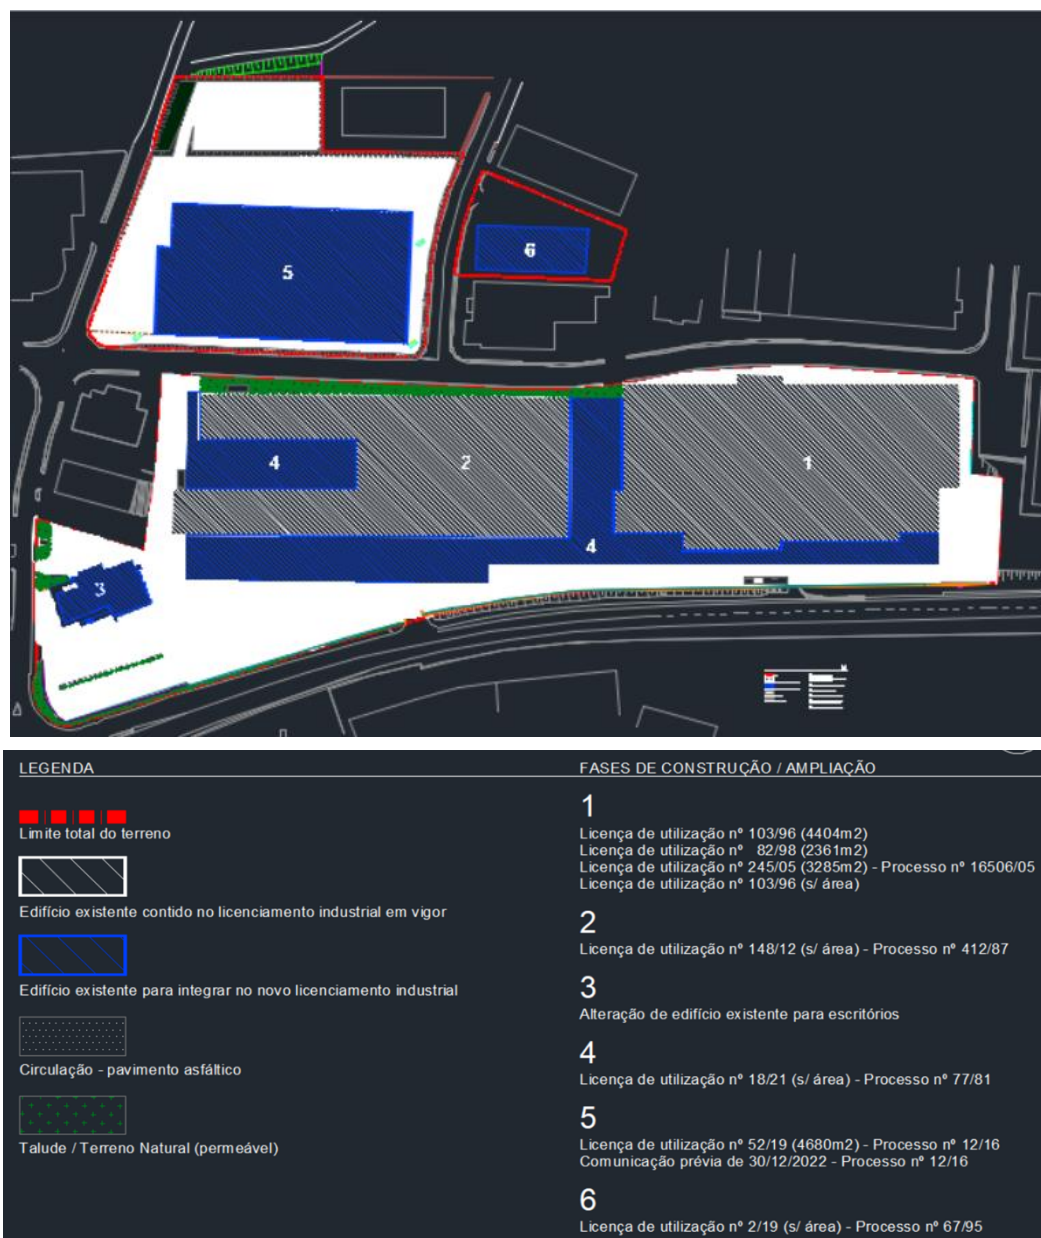 5
6
4
2
1
4
3
LEGENDA
Limite total do terreno
Edifício existente contido no licenciamento industrial em vigor
Edifício existente para integrar no novo licenciamento industrial
Circulação - pavimento asfáltico
Talude / Terreno Natural (permeável)
FASES DE CONSTRUÇÃO / AMPLIAÇÃO
1
Licença de utilização nº 103/96 (4404m2)
Licença de utilização nº 82/98 (2361m2)
Licença de utilização nº 245/05 (3285m2) - Processo nº 16506/05
Licença de utilização nº 103/96 (s/ área)
2
Licença de utilização nº 148/12 (s/ área) - Processo nº 412/87
3
Alteração de edifício existente para escritórios
4
Licença de utilização nº 18/21 (s/ área) - Processo nº 77/81
5
Licença de utilização nº 52/19 (4680m2) - Processo nº 12/16
Comunicação prévia de 30/12/2022 - Processo nº 12/16
6
Licença de utilização nº 2/19 (s/ área) - Processo nº 67/95